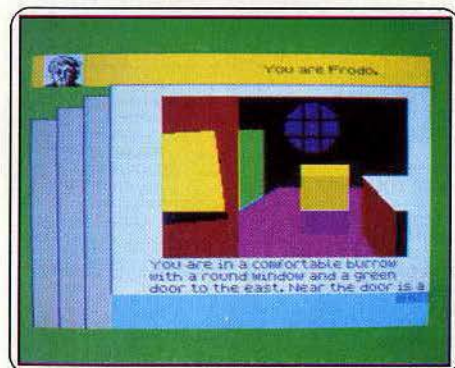 You are Frodo.
You are in a comfortable burrow
with a round window and a green
door to the east. Near the door is a